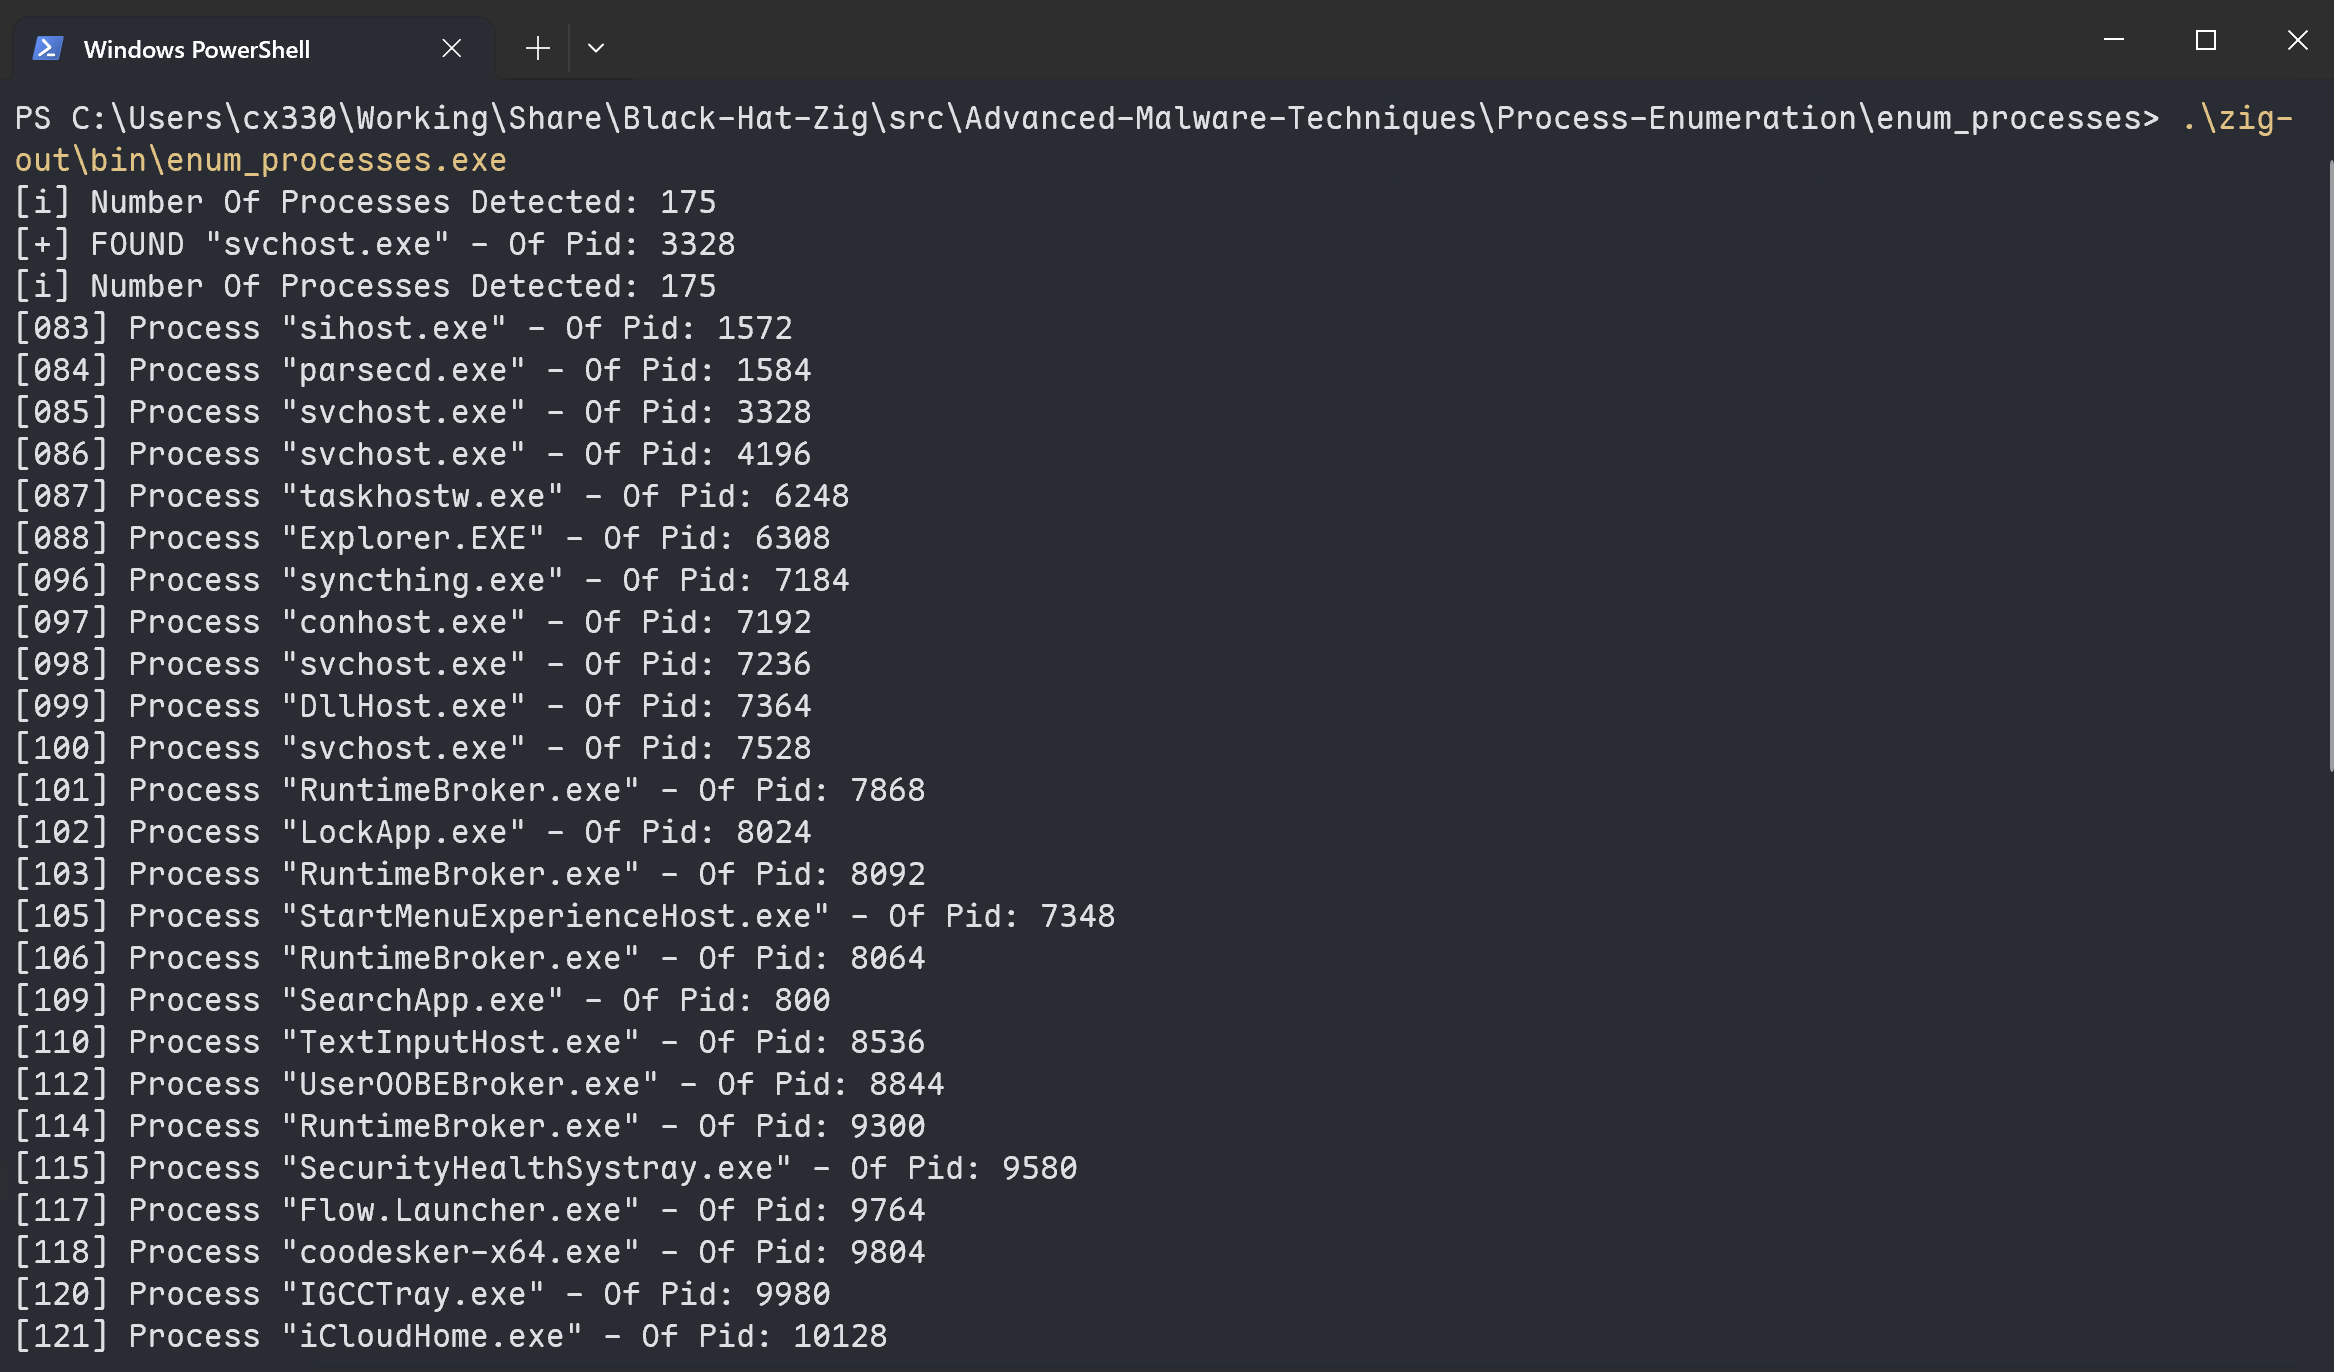 Windows PowerShell
PS C:\Users\cx330\Working\Share\Black-Hat-Zig\src\Advanced-Malware-Techniques\Process-Enumeration\enum_processes> .\zig-
out\bin\enum_processes.exe
[i] Number Of Processes Detected: 175
[+] FOUND "svchost.exe" - Of Pid: 3328
[i] Number Of Processes Detected: 175
[083] Process "sihost.exe" - Of Pid: 1572
[084] Process "parsecd.exe" - Of Pid: 1584
[085] Process "svchost.exe" - Of Pid: 3328
[086] Process "svchost.exe" - Of Pid: 4196
[087] Process "taskhostw.exe" - Of Pid: 6248
[088] Process "Explorer.EXE" - Of Pid: 6308
[096] Process "syncthing.exe" - Of Pid: 7184
[097] Process "conhost.exe" - Of Pid: 7192
[098] Process "svchost.exe" - Of Pid: 7236
[099] Process "DllHost.exe" - Of Pid: 7364
[100] Process "svchost.exe" - Of Pid: 7528
[101] Process "RuntimeBroker.exe" - Of Pid: 7868
[102] Process "LockApp.exe" - Of Pid: 8024
[103] Process "RuntimeBroker.exe" - Of Pid: 8092
[105] Process "StartMenuExperienceHost.exe" - Of Pid: 7348
[106] Process "RuntimeBroker.exe" - Of Pid: 8064
[109] Process "SearchApp.exe" - Of Pid: 800
[110] Process "TextInputHost.exe" - Of Pid: 8536
[112] Process "UserOOBEBroker.exe" - Of Pid: 8844
[114] Process "RuntimeBroker.exe" - Of Pid: 9300
[115] Process "SecurityHealthSystray.exe" - Of Pid: 9580
[117] Process "Flow.Launcher.exe" - Of Pid: 9764
[118] Process "coodesker-x64.exe" - Of Pid: 9804
[120] Process "IGCCTray.exe" - Of Pid: 9980
[121] Process "iCloudHome.exe" - Of Pid: 10128